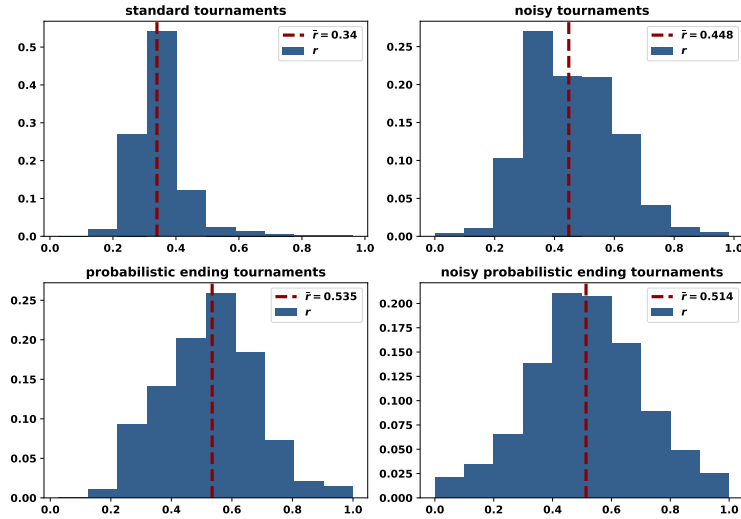 standard tournaments
r̄ = 0.34
r
0.5
0.4
0.3
0.2
0.1
0.0
0.0 0.2 0.4 0.6 0.8 1.0
noisy tournaments
r̄ = 0.448
r
0.25
0.20
0.15
0.10
0.05
0.00
0.0 0.2 0.4 0.6 0.8 1.0
probabilistic ending tournaments
r̄ = 0.535
r
0.25
0.20
0.15
0.10
0.05
0.00
0.0 0.2 0.4 0.6 0.8 1.0
noisy probabilistic ending tournaments
r̄ = 0.514
r
0.200
0.175
0.150
0.125
0.100
0.075
0.050
0.025
0.000
0.0 0.2 0.4 0.6 0.8 1.0